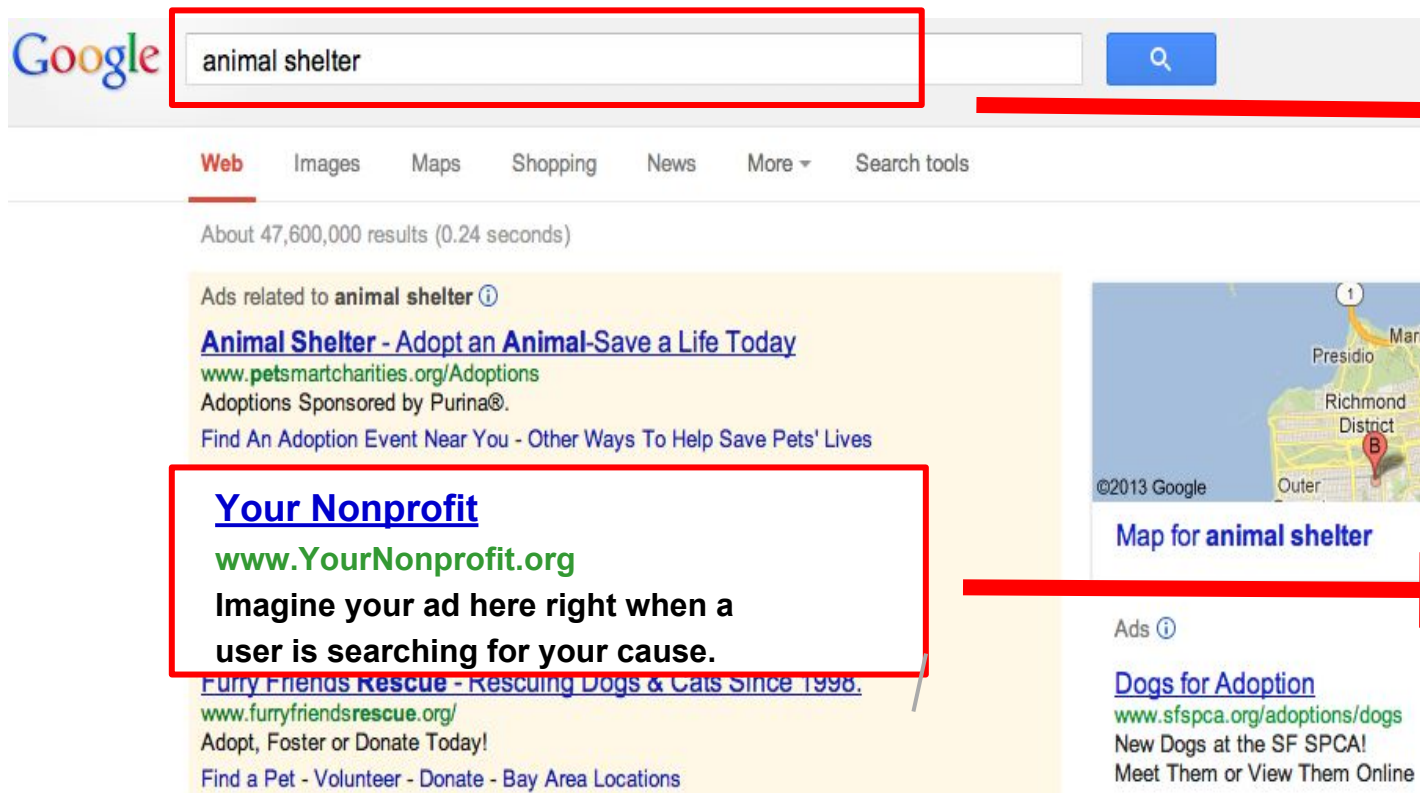 Google
animal shelter
Web Images Maps Shopping News More Search tools
About 47,600,000 results (0.24 seconds)
Ads related to animal shelter
Animal Shelter - Adopt an Animal-Save a Life Today
www.petsmartcharities.org/Adoptions
Adoptions Sponsored by Purina®.
Find An Adoption Event Near You - Other Ways To Help Save Pets' Lives
Your Nonprofit
www.YourNonprofit.org
Imagine your ad here right when a
user is searching for your cause.
Furry Friends Rescue - Rescuing Dogs & Cats Since 1998.
www.furryfriendsrescue.org/
Adopt, Foster or Donate Today!
Find a Pet - Volunteer - Donate - Bay Area Locations
1
Mar
Presidio
Richmond
District
B
©2013 Google
Outer
Map for animal shelter
Ads
Dogs for Adoption
www.sfspca.org/adoptions/dogs
New Dogs at the SF SPCA!
Meet Them or View Them Online